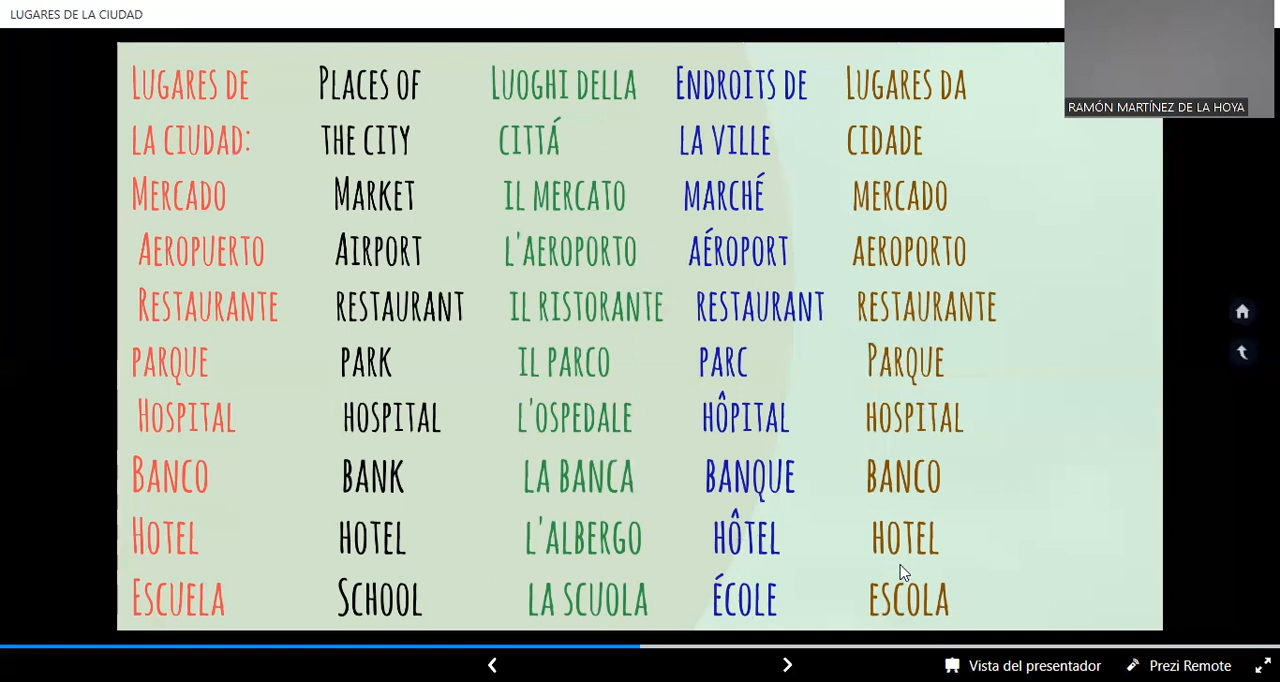 LUGARES DE LA CIUDAD
RAMÓN MARTÍNEZ DE LA HOYA
LUGARES DE PLACES OF LUOGHI DELLA ENDROITS DE LUGARES DA
LA CIUDAD: THE CITY CITTÁ LA VILLE CIDADE
MERCADO MARKET IL MERCATO MARCHÉ MERCADO
AEROPUERTO AIRPORT L'AEROPORTO AÉROPORT AEROPORTO
RESTAURANTE RESTAURANT IL RISTORANTE RESTAURANT RESTAURANTE
PARQUE PARK IL PARCO PARC PARQUE
HOSPITAL HOSPITAL L'OSPEDALE HÔPITAL HOSPITAL
BANCO BANK LA BANCA BANQUE BANCO
HOTEL HOTEL L'ALBERGO HÔTEL HOTEL
ESCUELA SCHOOL LA SCUOLA ÉCOLE ESCOLA
Vista del presentador Prezi Remote